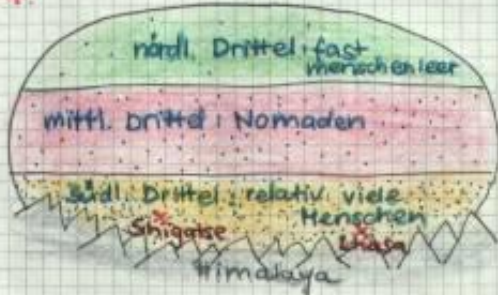 nördl. Drittel: fast
menschenleer
mittl. Drittel: Nomaden
südl. Drittel: relativ viele
Menschen
Shigatse
Lhasa
Himalaya